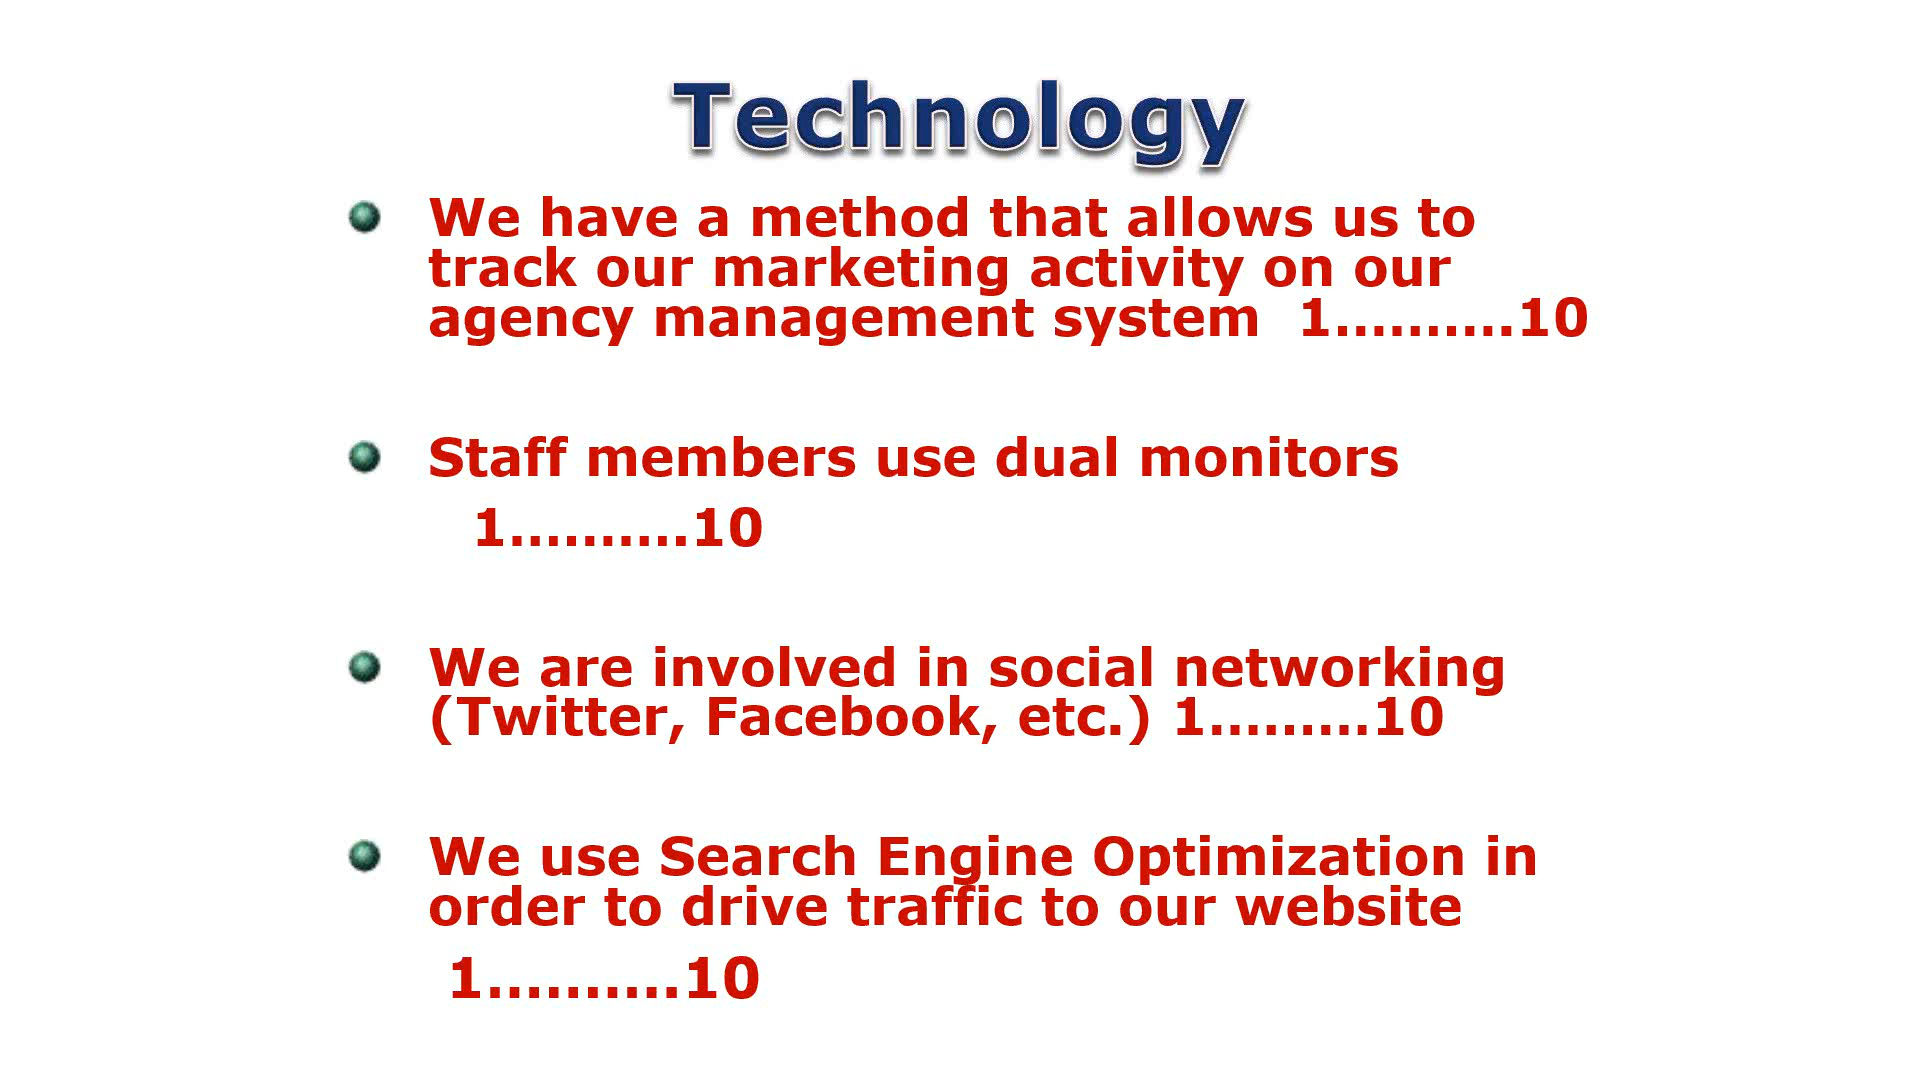 Technology
We have a method that allows us to
track our marketing activity on our
agency management system  1..........10
Staff members use dual monitors
1..........10
We are involved in social networking
(Twitter, Facebook, etc.) 1.........10
We use Search Engine Optimization in
order to drive traffic to our website
1..........10